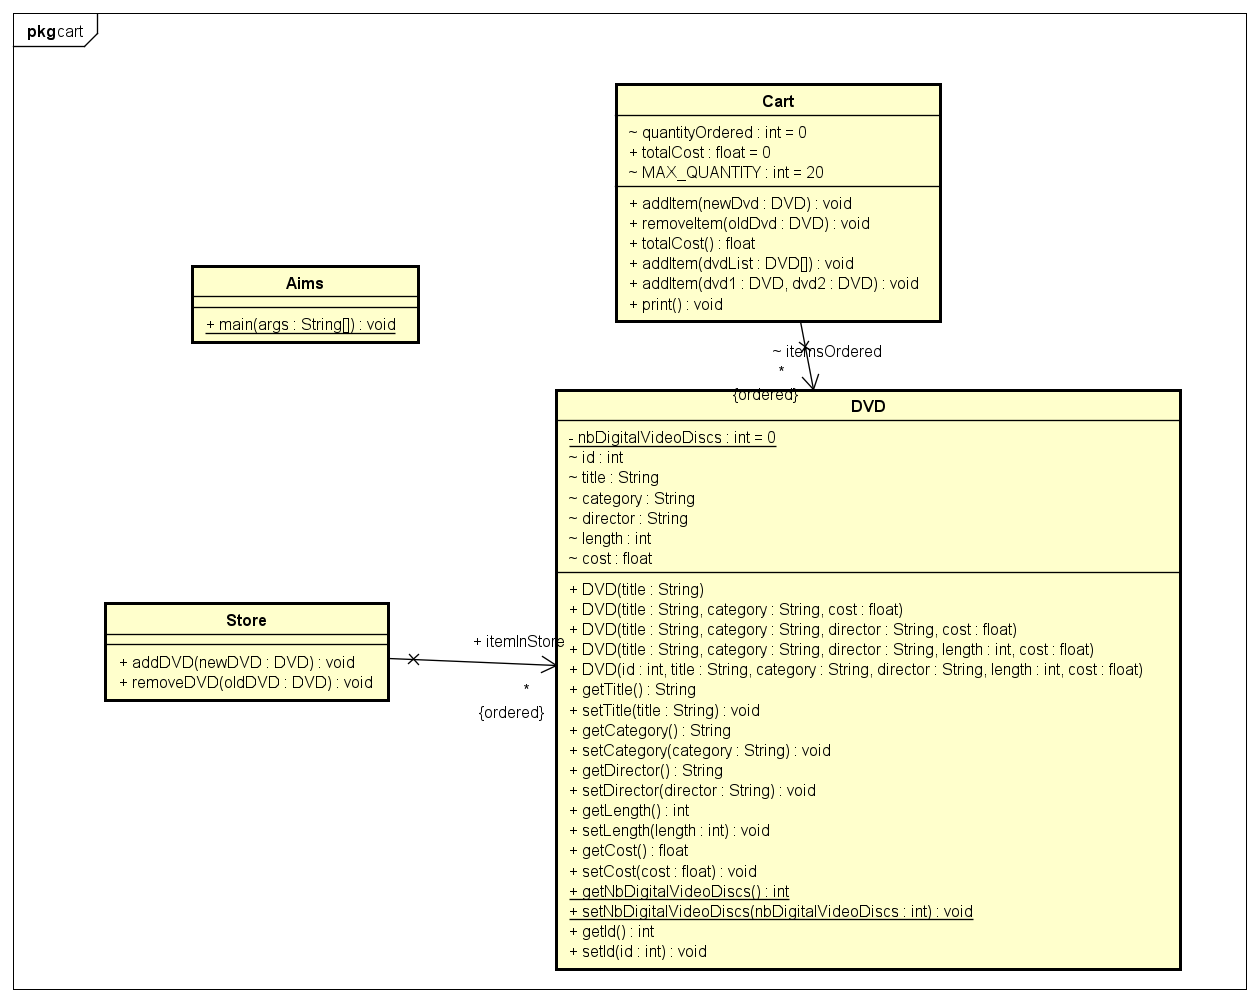 pkg cart
Cart
~ quantityOrdered : int = 0
+ totalCost : float = 0
~ MAX_QUANTITY : int = 20
+ addItem(newDvd : DVD) : void
+ removeItem(oldDvd : DVD) : void
+ totalCost() : float
+ addItem(dvdList : DVD[]) : void
+ addItem(dvd1 : DVD, dvd2 : DVD) : void
+ print() : void
Aims
+ main(args : String[]) : void
~ itemsOrdered
*
{ordered}
DVD
- nbDigitalVideoDiscs : int = 0
~ id : int
~ title : String
~ category : String
~ director : String
~ length : int
~ cost : float
+ DVD(title : String)
+ DVD(title : String, category : String, cost : float)
+ DVD(title : String, category : String, director : String, cost : float)
+ DVD(title : String, category : String, director : String, length : int, cost : float)
+ DVD(id : int, title : String, category : String, director : String, length : int, cost : float)
+ getTitle() : String
+ setTitle(title : String) : void
+ getCategory() : String
+ setCategory(category : String) : void
+ getDirector() : String
+ setDirector(director : String) : void
+ getLength() : int
+ setLength(length : int) : void
+ getCost() : float
+ setCost(cost : float) : void
+ getNbDigitalVideoDiscs() : int
+ setNbDigitalVideoDiscs(nbDigitalVideoDiscs : int) : void
+ getId() : int
+ setId(id : int) : void
Store
+ addDVD(newDVD : DVD) : void
+ removeDVD(oldDVD : DVD) : void
+ itemInStore
*
{ordered}